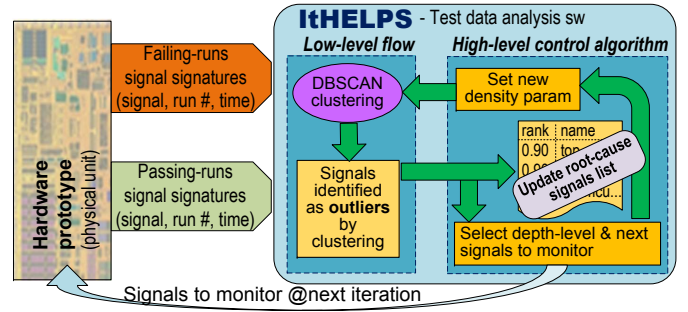 ItHELPS - Test data analysis sw
Hardware
prototype
(physical unit)
Failing-runs
signal signatures
(signal, run #, time)
Passing-runs
signal signatures
(signal, run #, time)
Low-level flow
DBSCAN
clustering
Signals
identified
as outliers
by
clustering
High-level control algorithm
Set new
density param
rank name
0.90
Update root-cause
signals list
Select depth-level & next
signals to monitor
Signals to monitor @next iteration